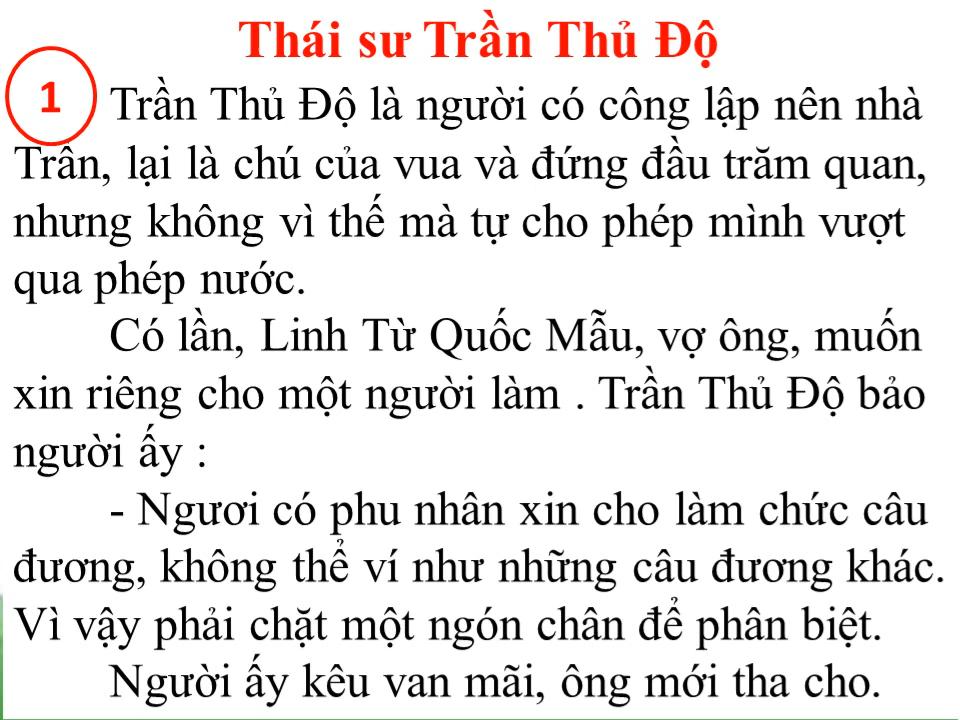 Thái sư Trần Thủ Độ
1
Trần Thủ Độ là người có công lập nên nhà
Trần, lại là chú của vua và đứng đầu trăm quan,
nhưng không vì thế mà tự cho phép mình vượt
qua phép nước.
Có lần, Linh Từ Quốc Mẫu, vợ ông, muốn
xin riêng cho một người làm . Trần Thủ Độ bảo
người ấy :
- Ngươi có phu nhân xin cho làm chức câu
đương, không thể ví như những câu đương khác.
Vì vậy phải chặt một ngón chân để phân biệt.
Người ấy kêu van mãi, ông mới tha cho.